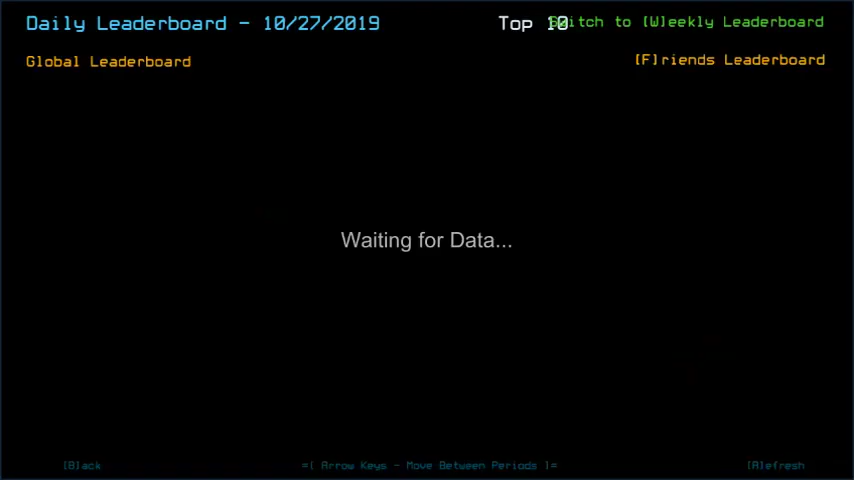 Daily Leaderboard - 10/27/2019
Top 10
Switch to [W]eekly Leaderboard
Global Leaderboard
[F]riends Leaderboard
Waiting for Data...
[B]ack
=[ Arrow Keys - Move Between Periods ]=
[R]efresh